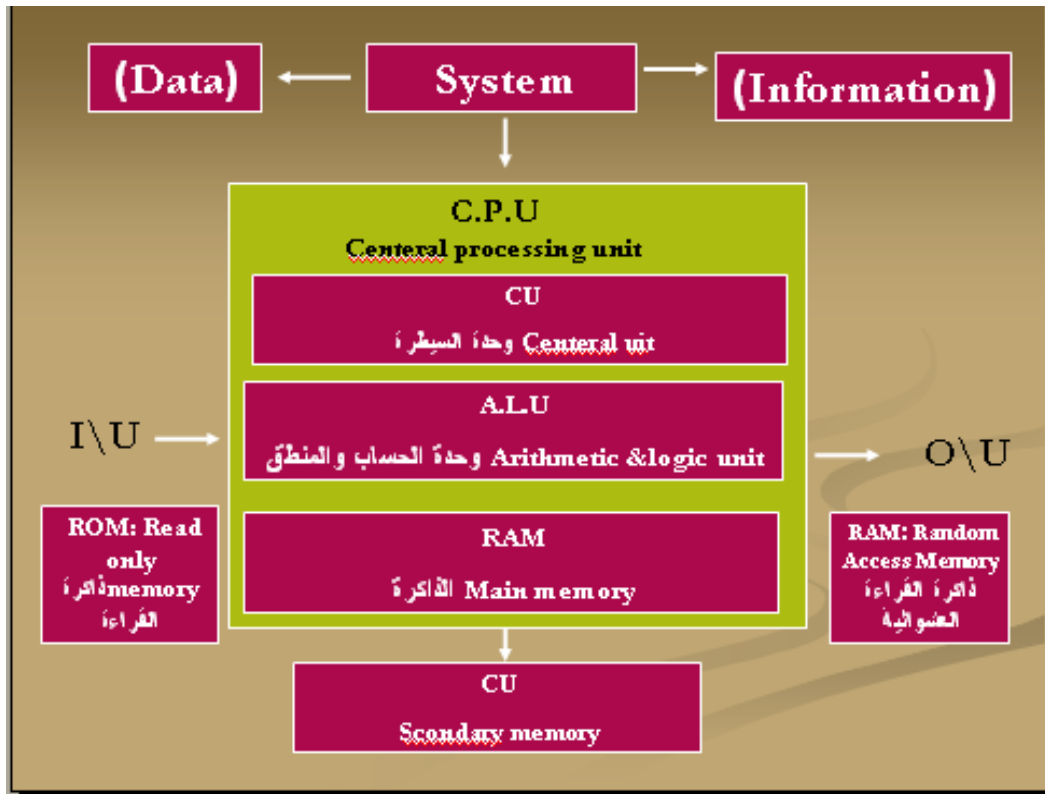 (Data)
System
(Information)
C.P.U
Centeral processing unit
CU
وحدة السيطرة Centeral uit
A.L.U
وحدة الحساب والمنطق Arithmetic &logic unit
I\U
O\U
ROM: Read
only
ذاكرة memory
القراءة
RAM
الذاكرة Main memory
RAM: Random
Access Memory
ذاكرة القراءة
العشوائية
CU
Scondary memory